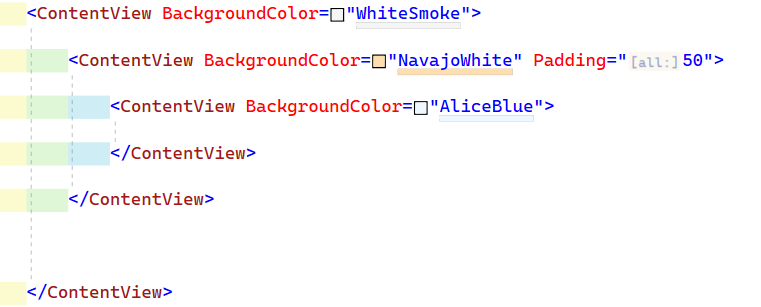 <ContentView BackgroundColor="WhiteSmoke">
<ContentView BackgroundColor="NavajoWhite" Padding="[all:]50">
<ContentView BackgroundColor="AliceBlue">
</ContentView>
</ContentView>
</ContentView>